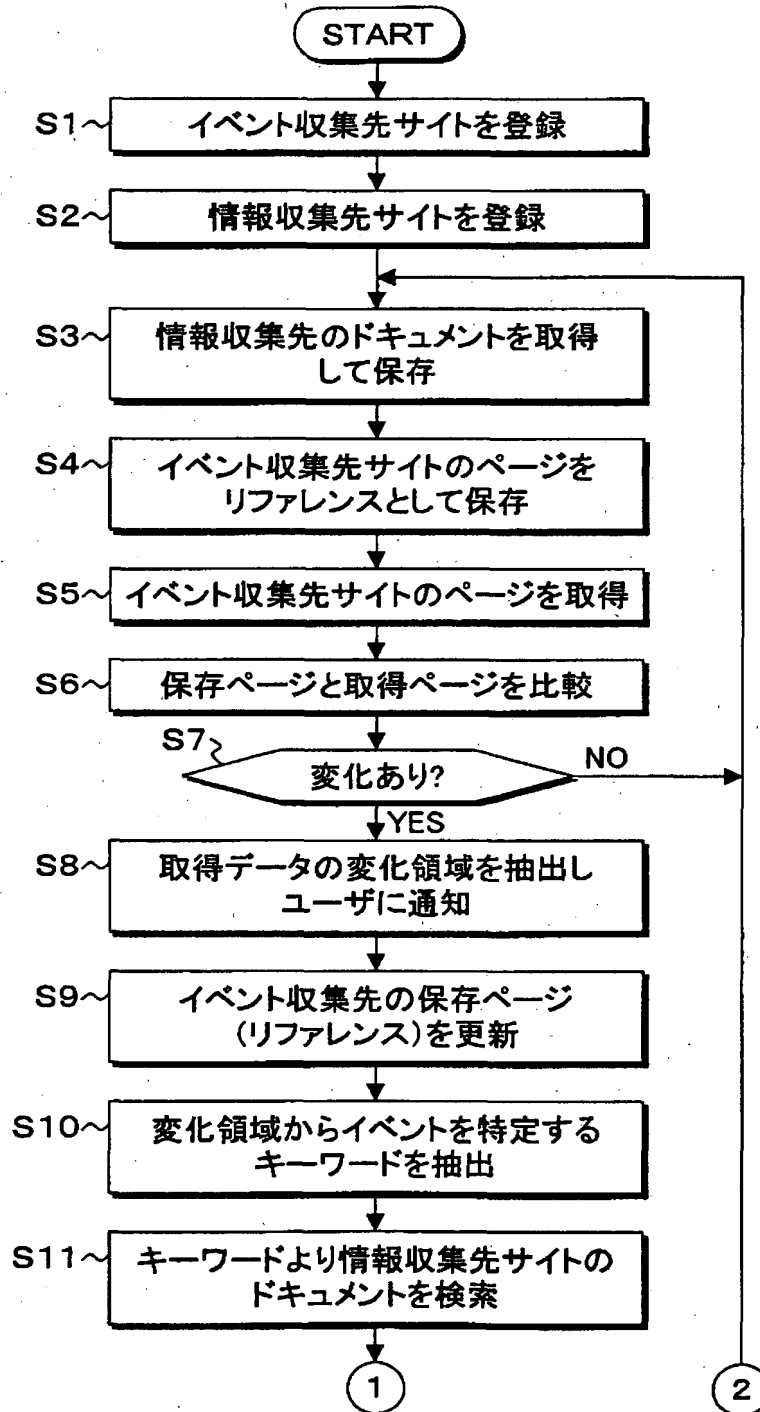 START
S1~
イベント収集先サイトを登録
S2~
情報収集先サイトを登録
S3~
情報収集先のドキュメントを取得
して保存
S4~
イベント収集先サイトのページを
リファレンスとして保存
S5~
イベント収集先サイトのページを取得
S6~
保存ページと取得ページを比較
S7
変化あり?
NO
YES
S8~
取得データの変化領域を抽出し
ユーザに通知
S9~
イベント収集先の保存ページ
(リファレンス)を更新
S10~
変化領域からイベントを特定する
キーワードを抽出
S11~
キーワードより情報収集先サイトの
ドキュメントを検索
1
2